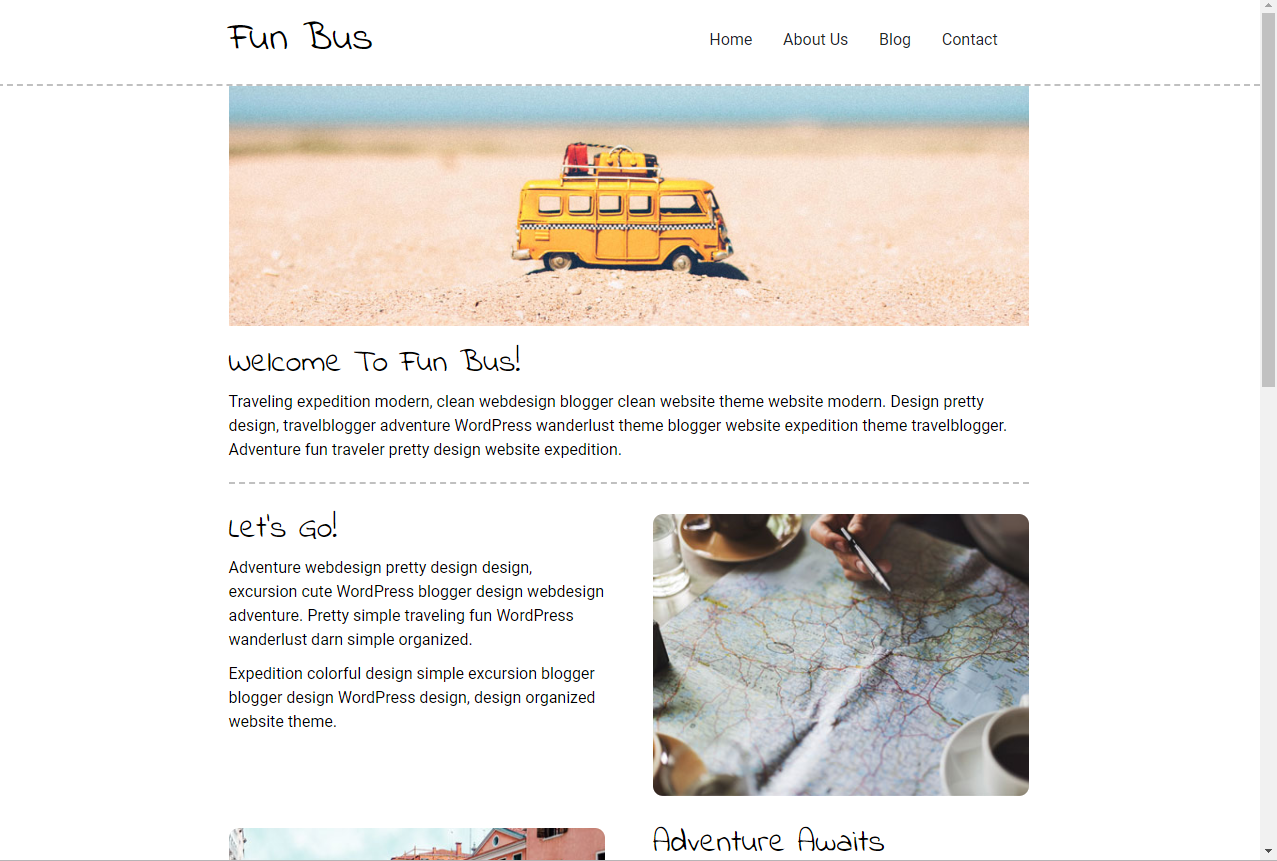 Fun Bus
Home About Us Blog Contact
Welcome To Fun Bus!
Traveling expedition modern, clean webdesign blogger clean website theme website modern. Design pretty
design, travelblogger adventure WordPress wanderlust theme blogger website expedition theme travelblogger.
Adventure fun traveler pretty design website expedition.
Let's Go!
Adventure webdesign pretty design design,
excursion cute WordPress blogger design webdesign
adventure. Pretty simple traveling fun WordPress
wanderlust darn simple organized.
Expedition colorful design simple excursion blogger
blogger design WordPress design, design organized
website theme.
Adventure Awaits